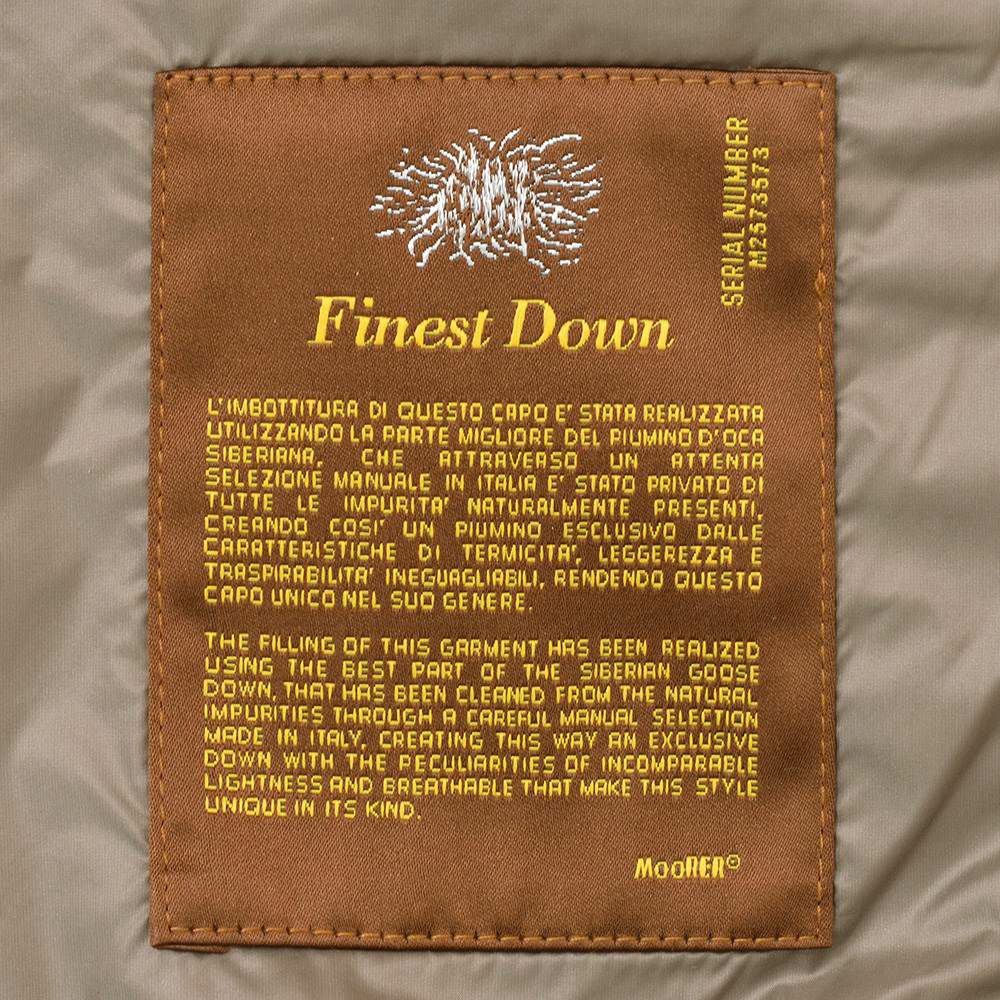 SERIAL NUMBER
M2573573
Finest Down
L'IMBOTTITURA DI QUESTO CAPO E' STATA REALIZZATA
UTILIZZANDO LA PARTE MIGLIORE DEL PIUMINO D'OCA
SIBERIANA, CHE ATTRAVERSO UN ATTENTA
SELEZIONE MANUALE IN ITALIA E' STATO PRIVATO DI
TUTTE LE IMPURITA' NATURALMENTE PRESENTI,
CREANDO COSI' UN PIUMINO ESCLUSIVO DALLE
CARATTERISTICHE DI TERMICITA', LEGGEREZZA E
TRASPIRABILITA' INEGUAGLIABILI, RENDENDO QUESTO
CAPO UNICO NEL SUO GENERE.
THE FILLING OF THIS GARMENT HAS BEEN REALIZED
USING THE BEST PART OF THE SIBERIAN GOOSE
DOWN, THAT HAS BEEN CLEANED FROM THE NATURAL
IMPURITIES THROUGH A CAREFUL MANUAL SELECTION
MADE IN ITALY, CREATING THIS WAY AN EXCLUSIVE
DOWN WITH THE PECULIARITIES OF INCOMPARABLE
LIGHTNESS AND BREATHABLE THAT MAKE THIS STYLE
UNIQUE IN ITS KIND.
MooRER®